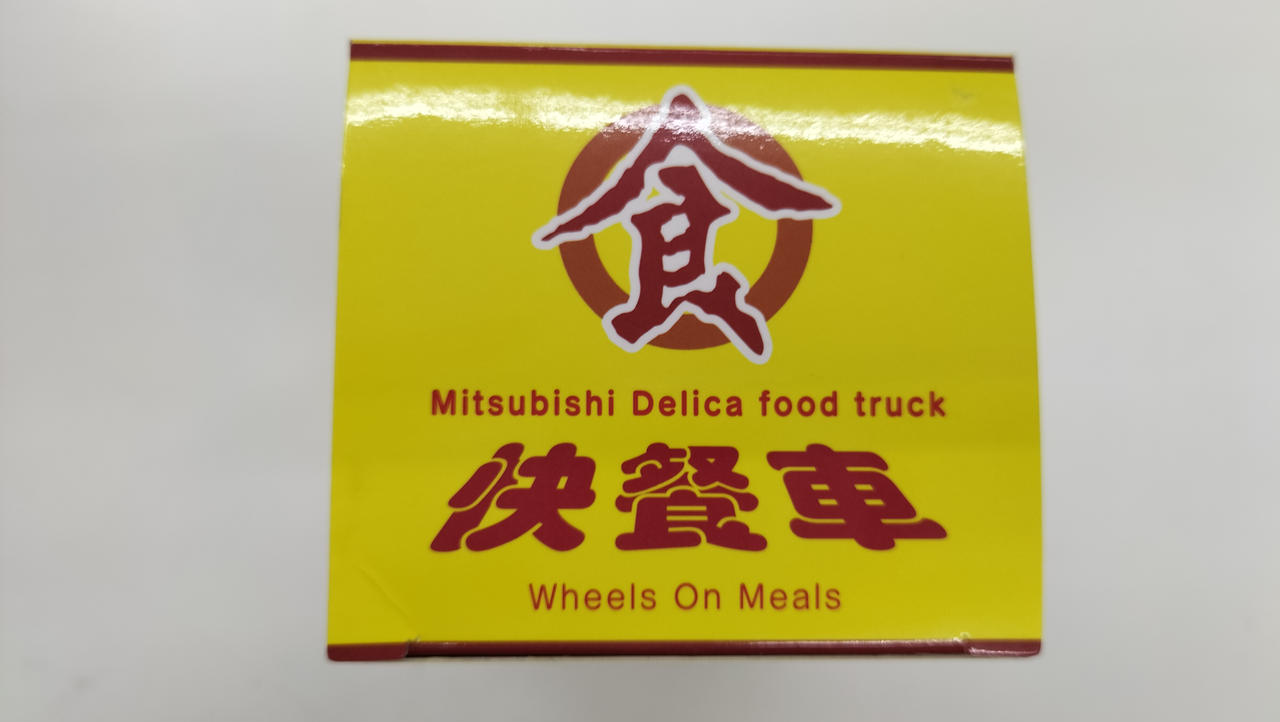 食
Mitsubishi Delica food truck
快餐車
Wheels On Meals